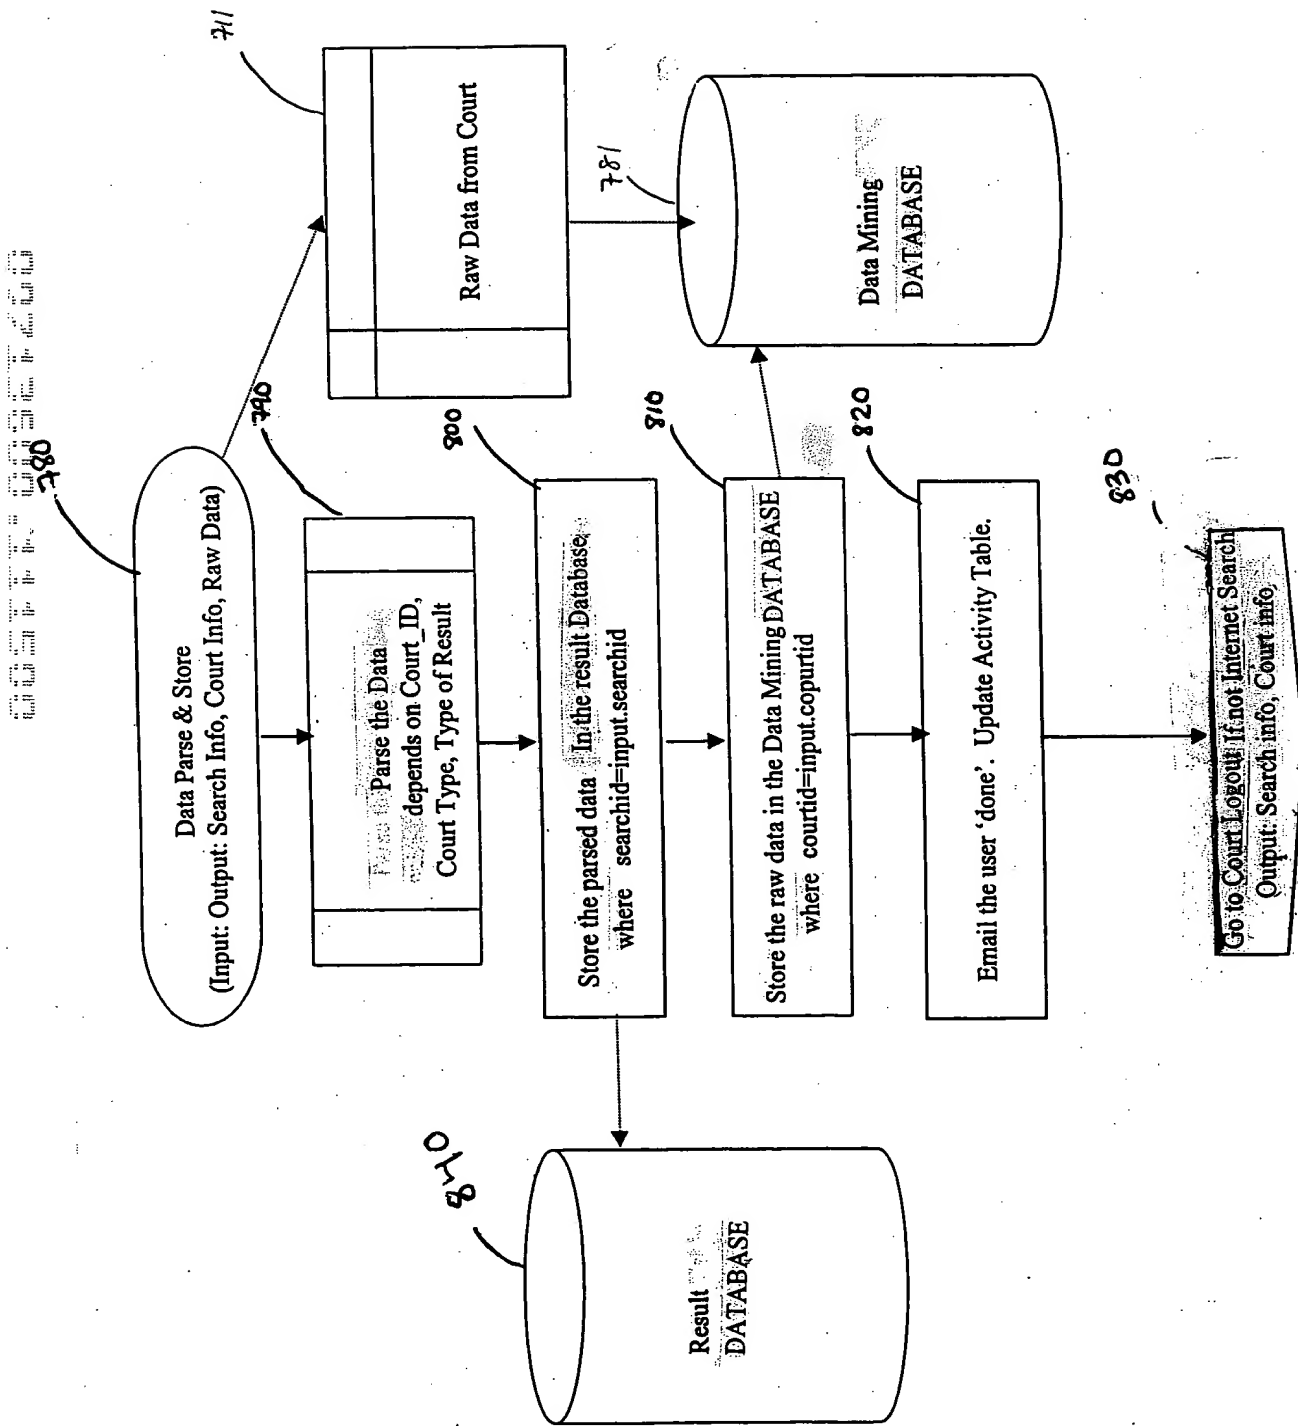 780
Data Parse & Store
(Input: Output: Search Info, Court Info, Raw Data)
711
Raw Data from Court
790
Parse the Data
depends on Court_ID,
Court Type, Type of Result
781
Data Mining
DATABASE
800
Store the parsed data In the result Database,
where searchid=input.searchid
810
Store the raw data in the Data Mining DATABASE
where courtid=input.copurtid
820
Email the user ‘done’. Update Activity Table.
830
Go to Court Logout If not Internet Search
Output: Search info, Court info,
840
Result
DATABASE